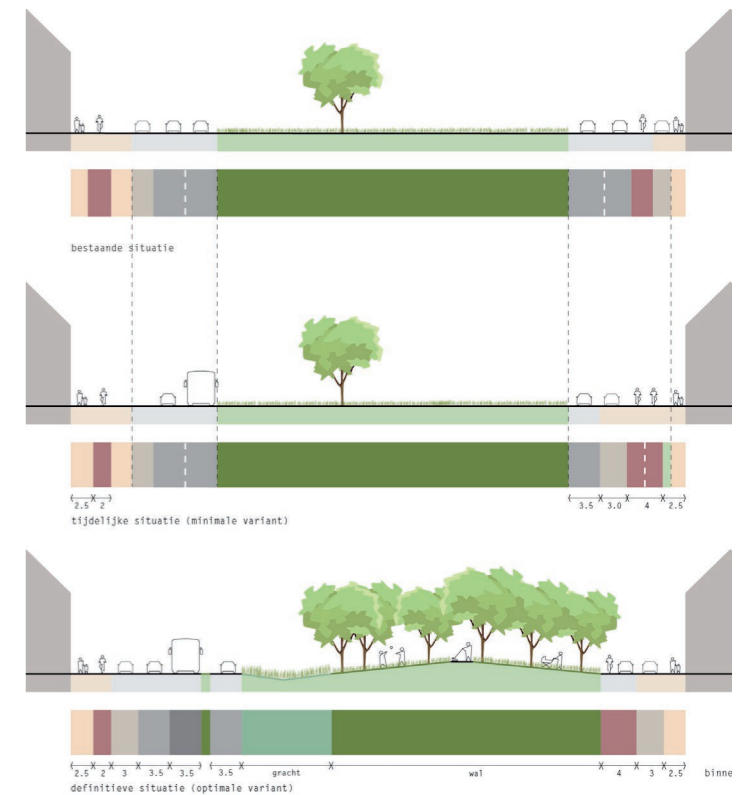 bestaande situatie
2.5 2 3.5 3.0 4 2.5
tijdelijke situatie (minimale variant)
2.5 2 3 3.5 3.5 3.5 gracht wal 4 3 2.5 binne
definitieve situatie (optimale variant)